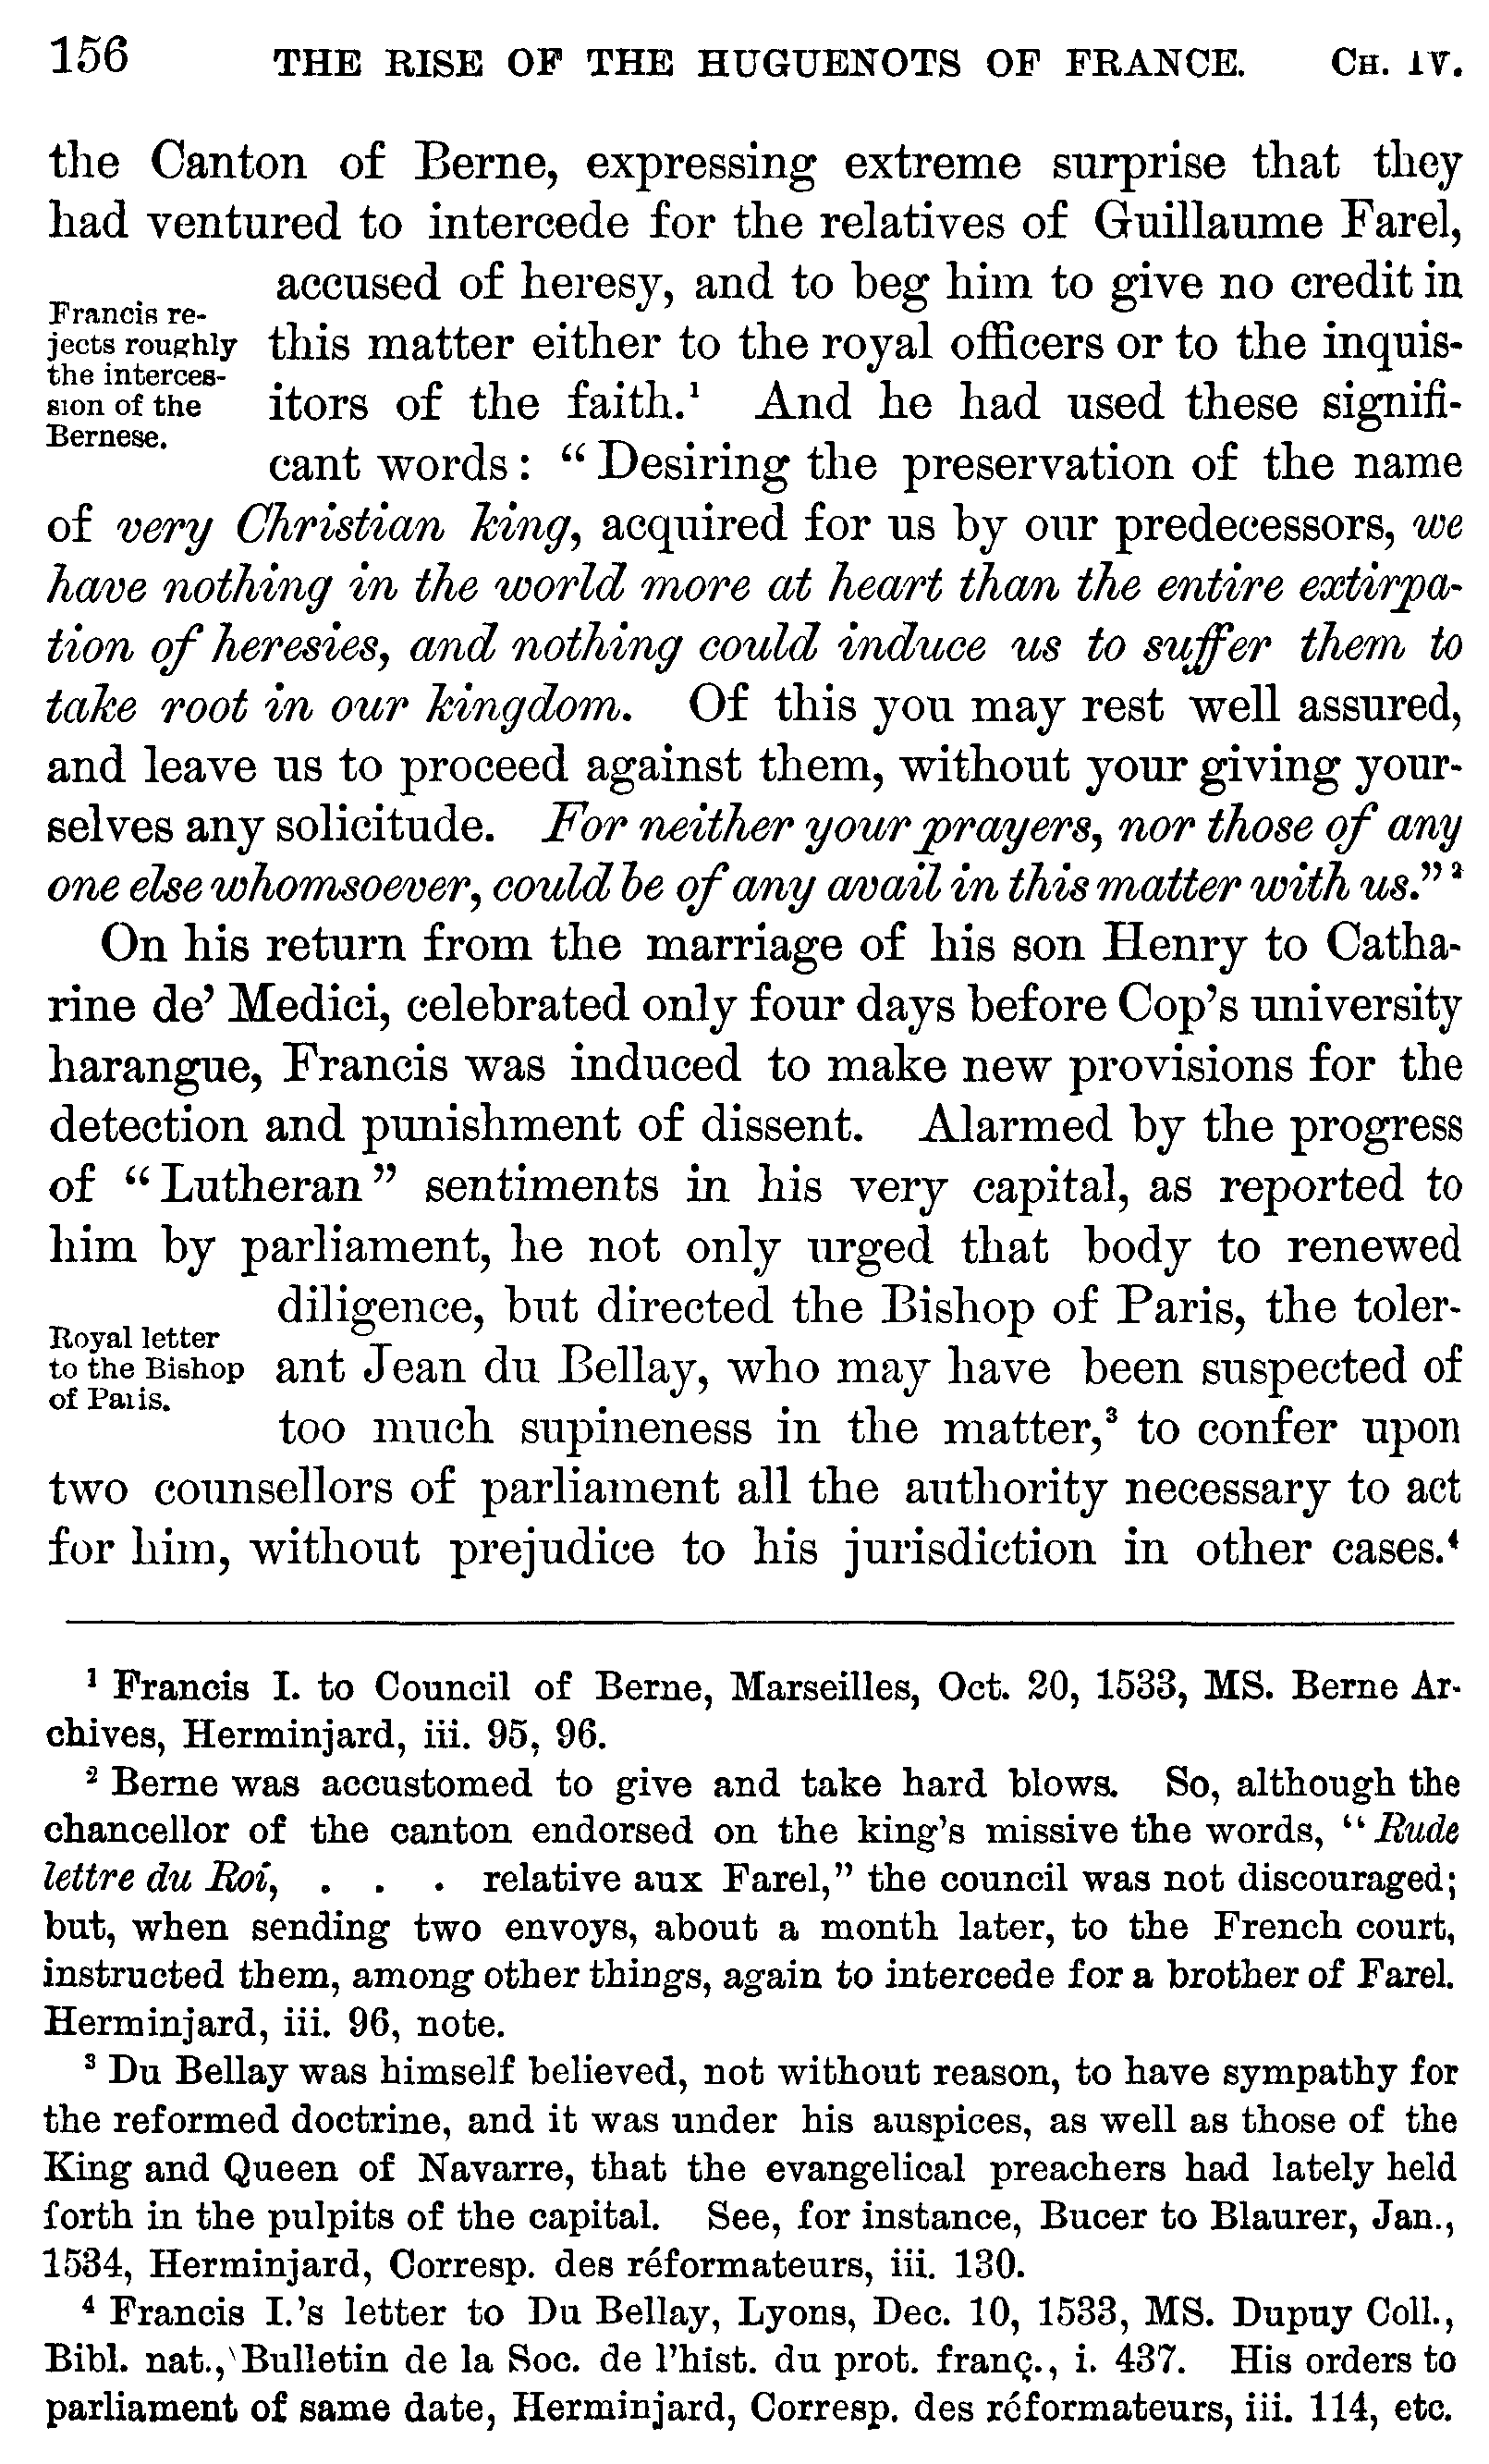 156 THE RISE OF THE HUGUENOTS OF FRANCE. CH. IV.
the Canton of Berne, expressing extreme surprise that they
had ventured to intercede for the relatives of Guillaume Farel,
accused of heresy, and to beg him to give no credit in
Francis re-
jects roughly
the interces-
sion of the
Bernese.
this matter either to the royal officers or to the inquis-
itors of the faith.¹ And he had used these signifi-
cant words: “Desiring the preservation of the name
of very Christian king, acquired for us by our predecessors, we
have nothing in the world more at heart than the entire extirpa-
tion of heresies, and nothing could induce us to suffer them to
take root in our kingdom. Of this you may rest well assured,
and leave us to proceed against them, without your giving your-
selves any solicitude. For neither your prayers, nor those of any
one else whomsoever, could be of any avail in this matter with us.”²
On his return from the marriage of his son Henry to Catha-
rine de’ Medici, celebrated only four days before Cop’s university
harangue, Francis was induced to make new provisions for the
detection and punishment of dissent. Alarmed by the progress
of “Lutheran” sentiments in his very capital, as reported to
him by parliament, he not only urged that body to renewed
diligence, but directed the Bishop of Paris, the toler-
Royal letter
to the Bishop
of Paris.
ant Jean du Bellay, who may have been suspected of
too much supineness in the matter,³ to confer upon
two counsellors of parliament all the authority necessary to act
for him, without prejudice to his jurisdiction in other cases.⁴
¹ Francis I. to Council of Berne, Marseilles, Oct. 20, 1533, MS. Berne Ar-
chives, Herminjard, iii. 95, 96.
² Berne was accustomed to give and take hard blows. So, although the
chancellor of the canton endorsed on the king’s missive the words, “Rude
lettre du Roi, . . . relative aux Farel,” the council was not discouraged;
but, when sending two envoys, about a month later, to the French court,
instructed them, among other things, again to intercede for a brother of Farel.
Herminjard, iii. 96, note.
³ Du Bellay was himself believed, not without reason, to have sympathy for
the reformed doctrine, and it was under his auspices, as well as those of the
King and Queen of Navarre, that the evangelical preachers had lately held
forth in the pulpits of the capital. See, for instance, Bucer to Blaurer, Jan.,
1534, Herminjard, Corresp. des réformateurs, iii. 130.
⁴ Francis I.’s letter to Du Bellay, Lyons, Dec. 10, 1533, MS. Dupuy Coll.,
Bibl. nat., Bulletin de la Soc. de l’hist. du prot. franç., i. 437. His orders to
parliament of same date, Herminjard, Corresp. des réformateurs, iii. 114, etc.